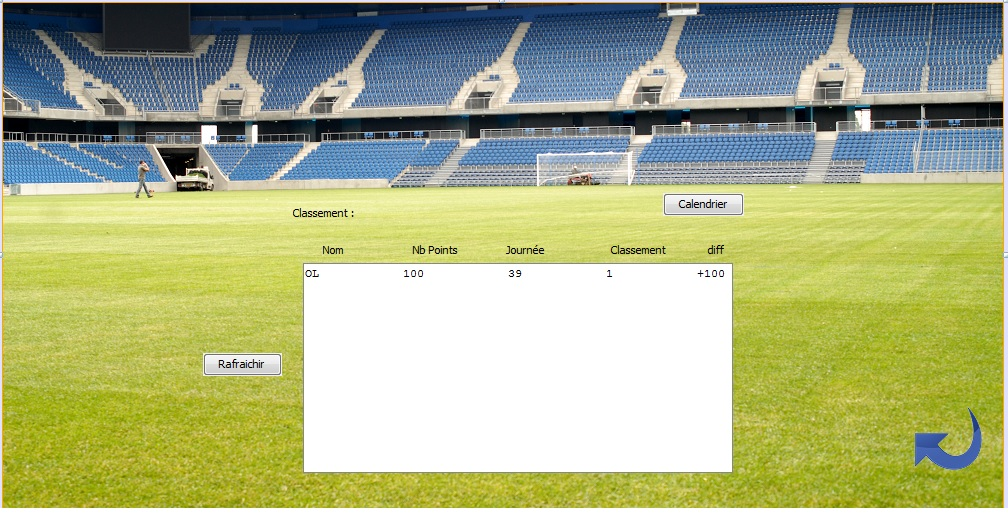 Calendrier
Classement :
Nom Nb Points Journée Classement diff
OL 100 39 1 +100
Rafraichir